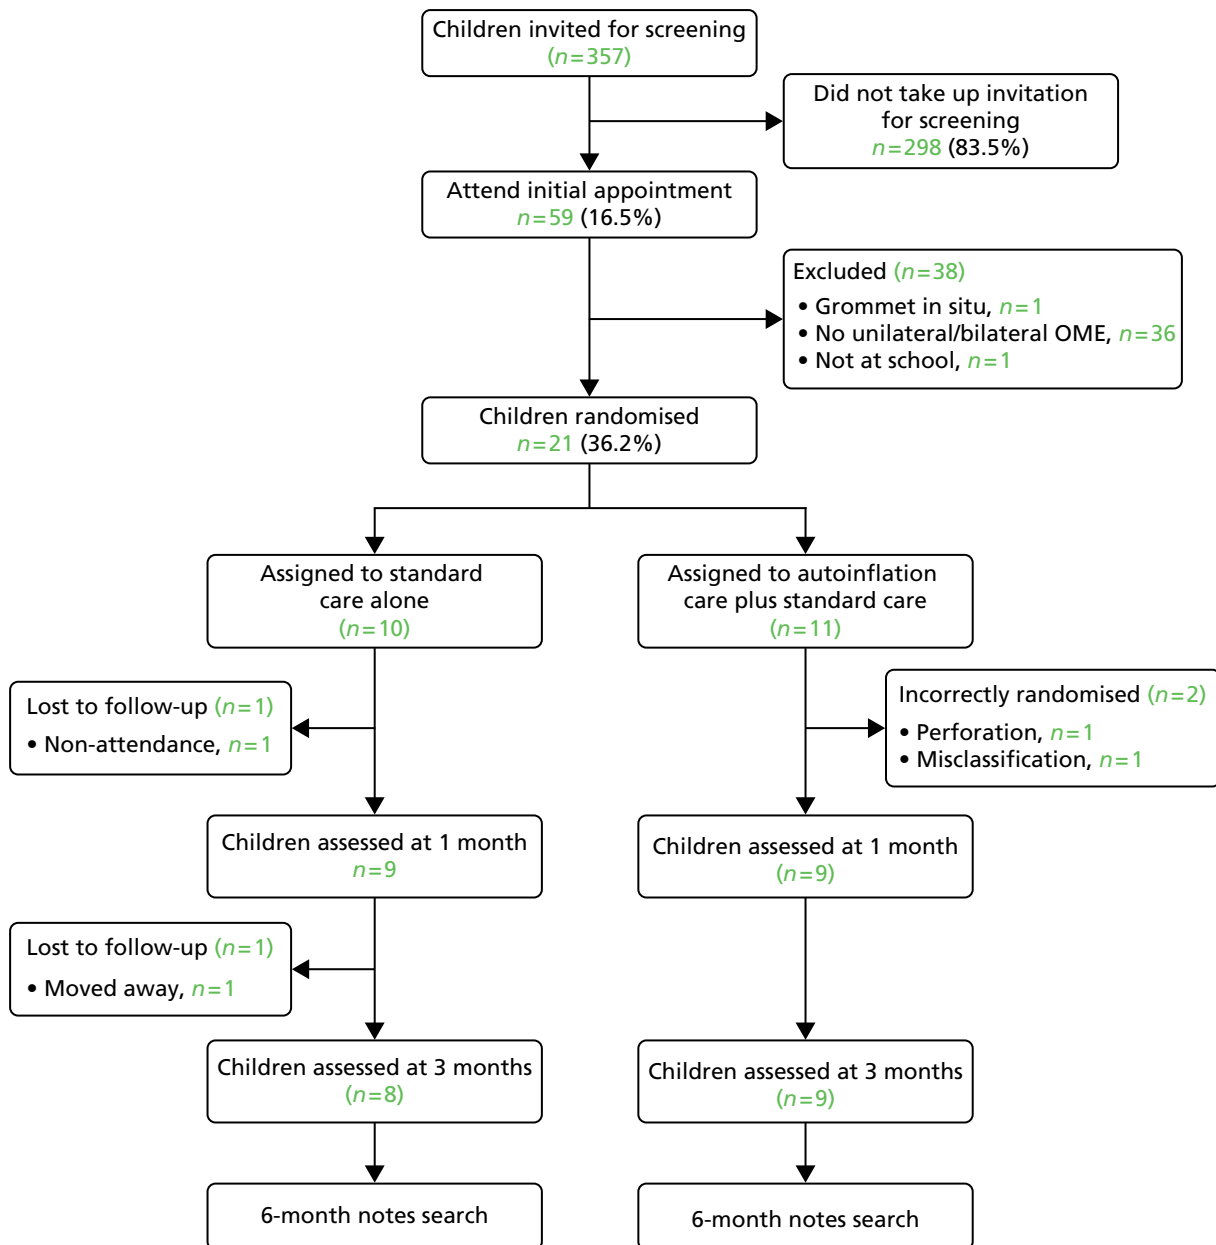 Children invited for screening
(n=357)
Did not take up invitation
for screening
n=298 (83.5%)
Attend initial appointment
n=59 (16.5%)
Excluded (n=38)
• Grommet in situ, n=1
• No unilateral/bilateral OME, n=36
• Not at school, n=1
Children randomised
n=21 (36.2%)
Assigned to standard
care alone
(n=10)
Assigned to autoinflation
care plus standard care
(n=11)
Lost to follow-up (n=1)
• Non-attendance, n=1
Incorrectly randomised (n=2)
• Perforation, n=1
• Misclassification, n=1
Children assessed at 1 month
n=9
Children assessed at 1 month
(n=9)
Lost to follow-up (n=1)
• Moved away, n=1
Children assessed at 3 months
(n=8)
Children assessed at 3 months
(n=9)
6-month notes search
6-month notes search